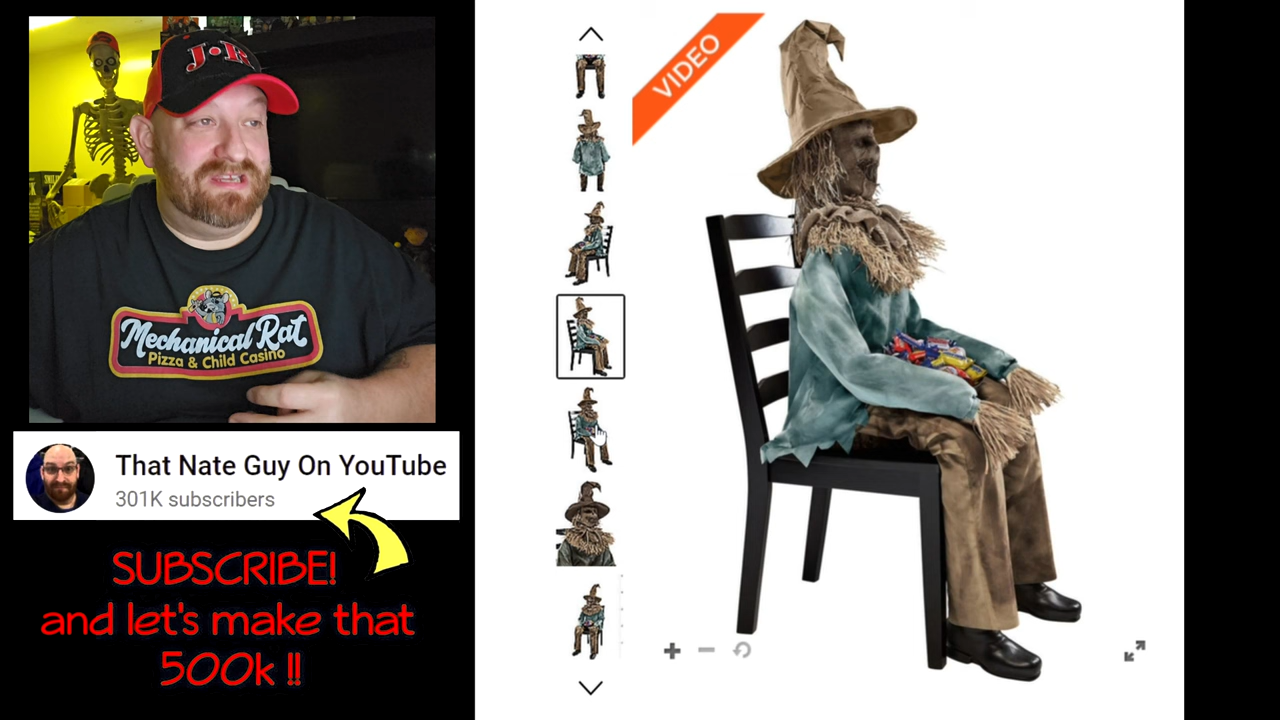 J•R
Mechanical Rat
Pizza & Child Casino
That Nate Guy On YouTube
301K subscribers
SUBSCRIBE!
and let's make that
500k !!
VIDEO